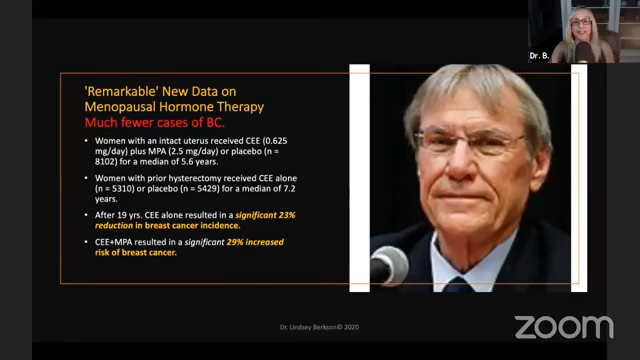 Dr. B.
'Remarkable' New Data on
Menopausal Hormone Therapy
Much fewer cases of BC.
• Women with an intact uterus received CEE (0.625
mg/day) plus MPA (2.5 mg/day) or placebo (n =
8102) for a median of 5.6 years.
• Women with prior hysterectomy received CEE alone
(n = 5310) or placebo (n = 5429) for a median of 7.2
years.
• After 19 yrs. CEE alone resulted in a significant 23%
reduction in breast cancer incidence.
• CEE+MPA resulted in a significant 29% increased
risk of breast cancer.
Dr. Lindsey Berkson© 2020
zoom